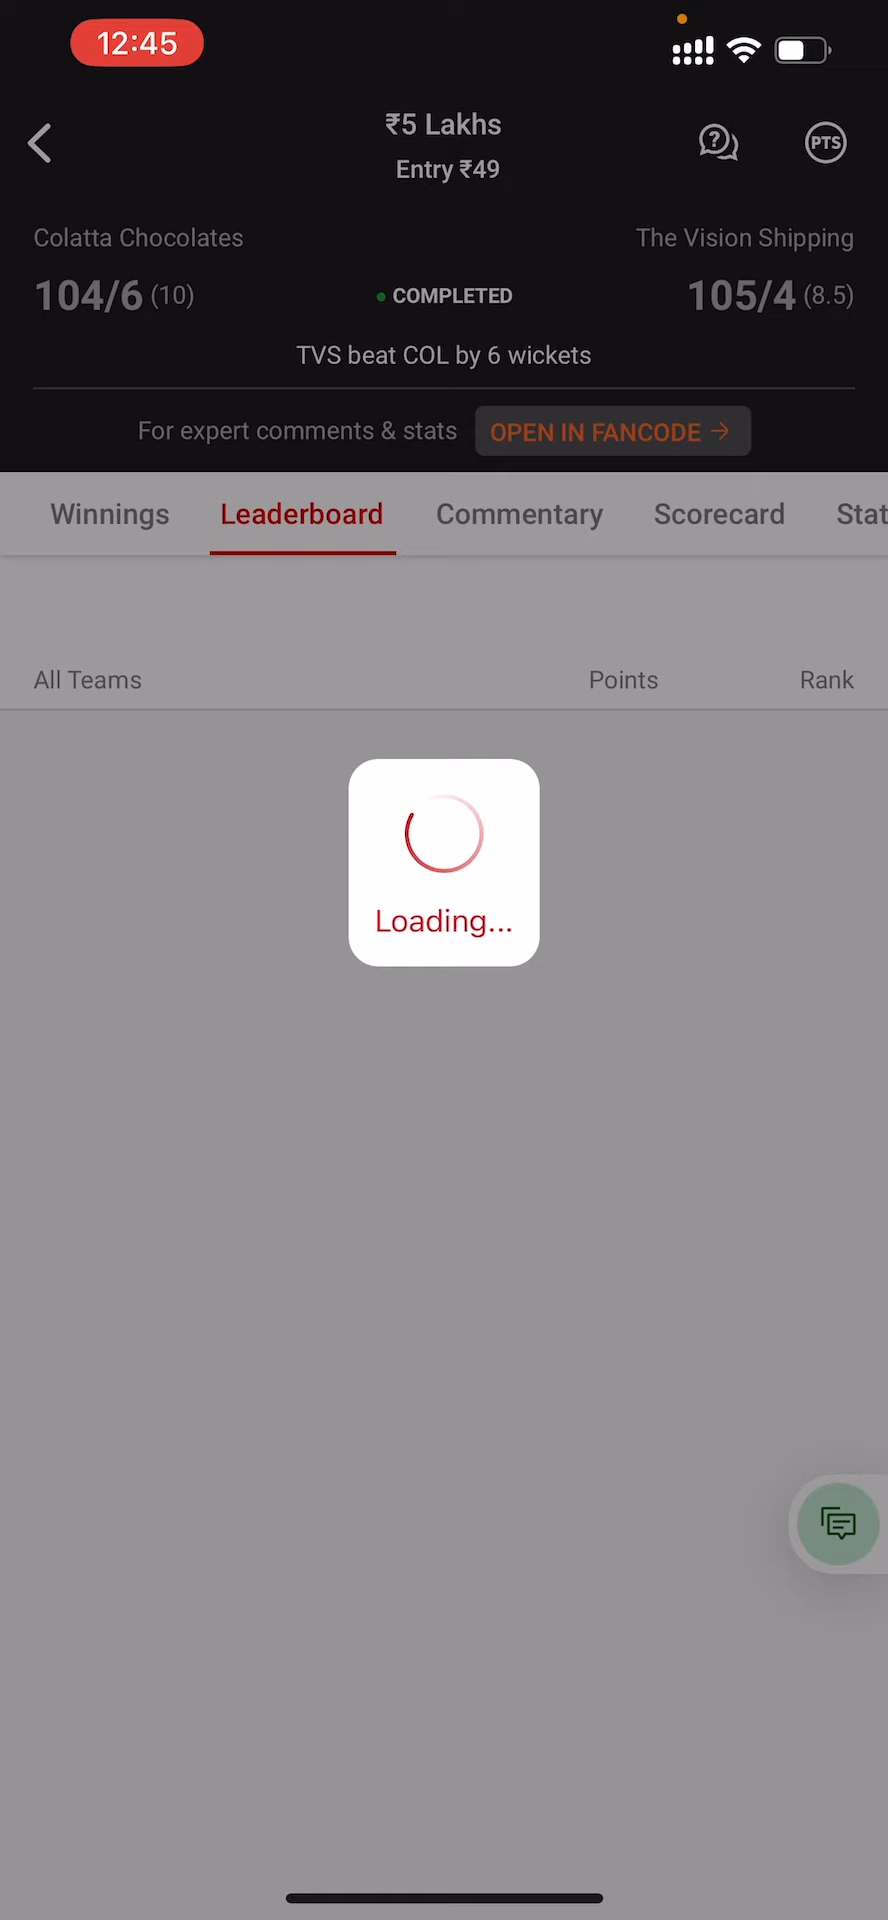 12:45
₹5 Lakhs
Entry ₹49
PTS
Colatta Chocolates
The Vision Shipping
104/6 (10)
COMPLETED
105/4 (8.5)
TVS beat COL by 6 wickets
For expert comments & stats
OPEN IN FANCODE →
Winnings
Leaderboard
Commentary
Scorecard
Stat
All Teams
Points
Rank
Loading...